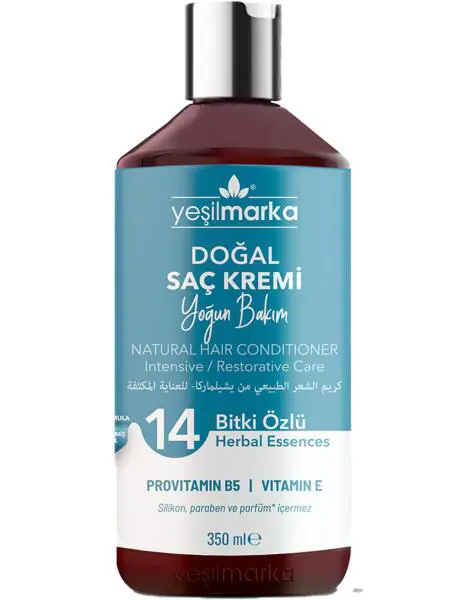 yeşilmarka®
DOĞAL
SAÇ KREMİ
Yoğun Bakım
NATURAL HAIR CONDITIONER
Intensive / Restorative Care
كريم الشعر الطبيعي من يشيلماركا- للعناية المكثفة
14 Bitki Özlü
Herbal Essences
PROVITAMIN B5 | VITAMIN E
Silikon, paraben ve parfüm* içermez
350 ml℮
yeşilmarka